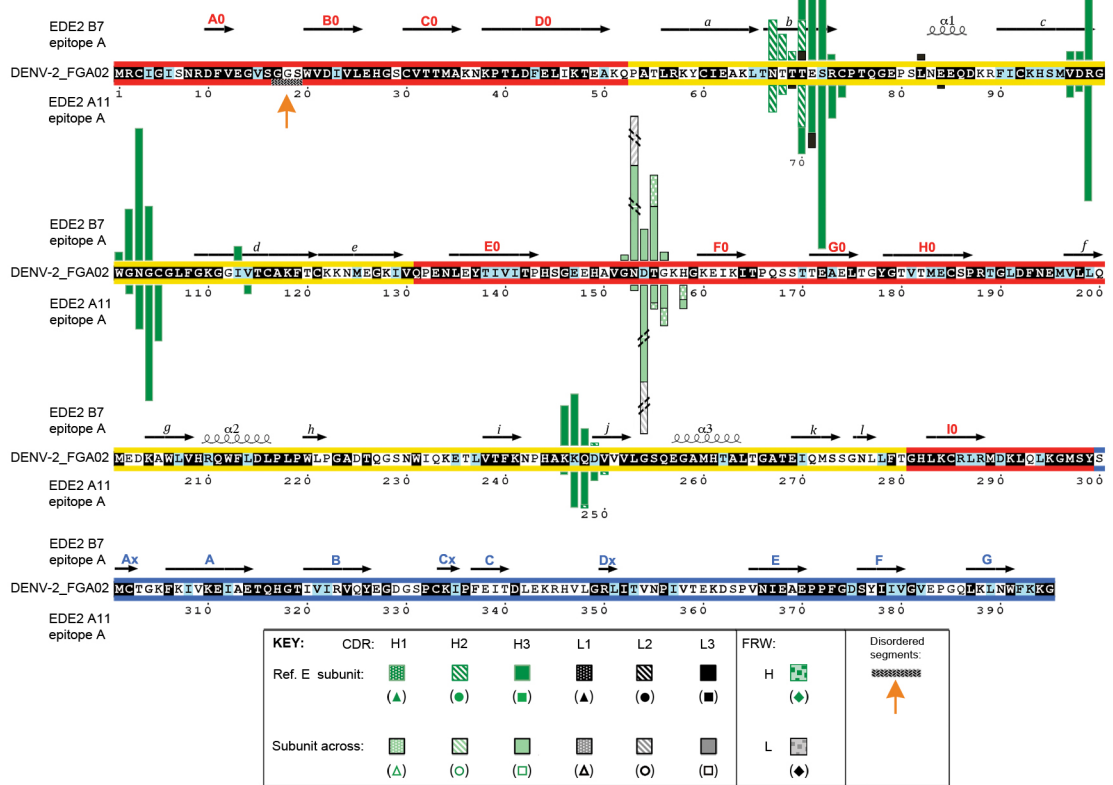 EDE2 B7
epitope A
A0 B0 C0 D0 a b α1 c
DENV-2_FGA02 MRCIGISNRDFVEGVSGGSWVDIVLEHGSCVTTMAKNKPTLDFELIKTEAKQPATLRKYCIEAKLTNTTTESRCPTQGEPSLNEEQDKRFICKHSMVDRG
1 10 20 30 40 50 60 80 90 100
70
EDE2 A11
epitope A
EDE2 B7
epitope A
d e E0 F0 G0 H0 f
DENV-2_FGA02 WGNGCGLFGKGGIVTCAKFTCKKNMEGKIVQPENLEYTIVITPHSGEEHAVGNDTGKHGKEIKITPQSSTTEAELTGYGTVTMECSPRTGLDFNEMVLLQ
110 120 130 140 150 160 170 180 190 200
EDE2 A11
epitope A
EDE2 B7
epitope A
g α2 h i j α3 k l I0
DENV-2_FGA02 MEDKAWLVHRQWFLDLPLPWLPGADTQGSNWIQKETLVTFKNPHAKKQDVVVLGSQEGAMHTALTGATEIQMSSGNLLFTGHLKCRLRMDKLQLKGMSYS
210 220 230 240 260 270 280 290 300
250
EDE2 A11
epitope A
EDE2 B7
epitope A
Ax A B Cx C Dx E F G
DENV-2_FGA02 MCTGKFKIVKEIAETQHGTIVIRVQYEGDGSPCKIPFEITDLEKRHVLGRLITVNPIVTEKDSPVNIEAEPPFGDSYIIVGVEPGQLKLNWFKKG
310 320 330 340 350 360 370 380 390
EDE2 A11
epitope A
KEY: CDR: H1 H2 H3 L1 L2 L3 FRW: Disordered
segments:
Ref. E subunit: H
Subunit across: L